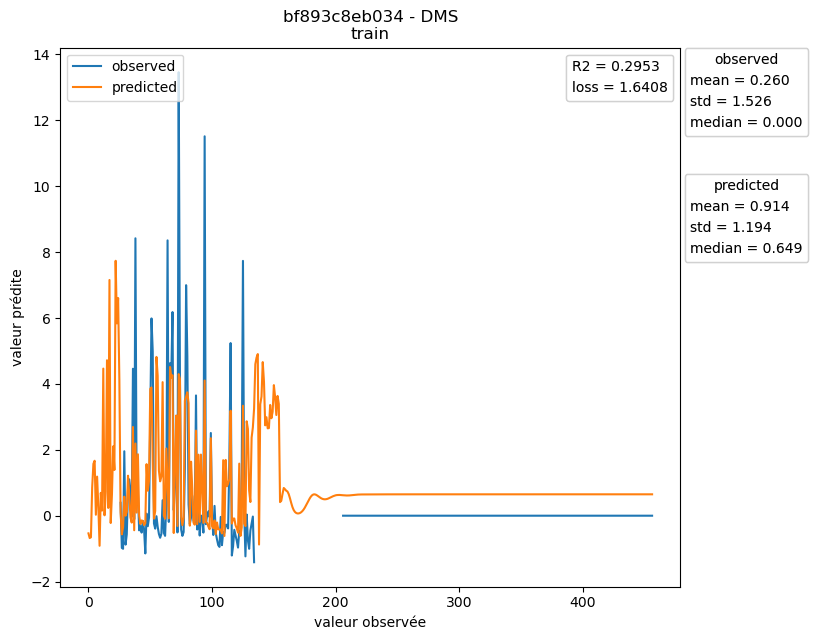 bf893c8eb034 - DMS
train
observed
predicted
R2 = 0.2953
loss = 1.6408
observed
mean = 0.260
std = 1.526
median = 0.000
predicted
mean = 0.914
std = 1.194
median = 0.649
14
12
10
8
6
4
2
0
−2
valeur prédite
0
100
200
300
400
valeur observée